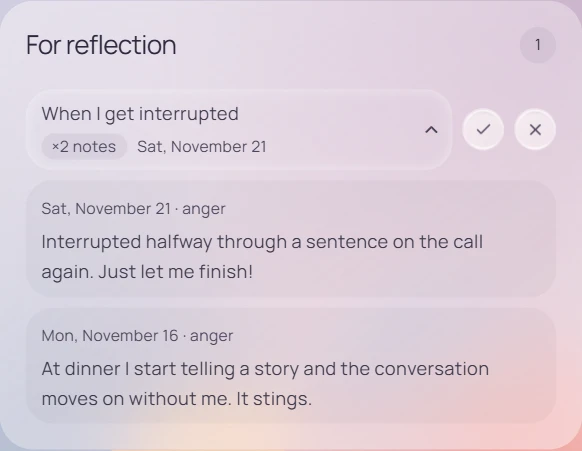 For reflection
1
When I get interrupted
×2 notes Sat, November 21
Sat, November 21 · anger
Interrupted halfway through a sentence on the call
again. Just let me finish!
Mon, November 16 · anger
At dinner I start telling a story and the conversation
moves on without me. It stings.